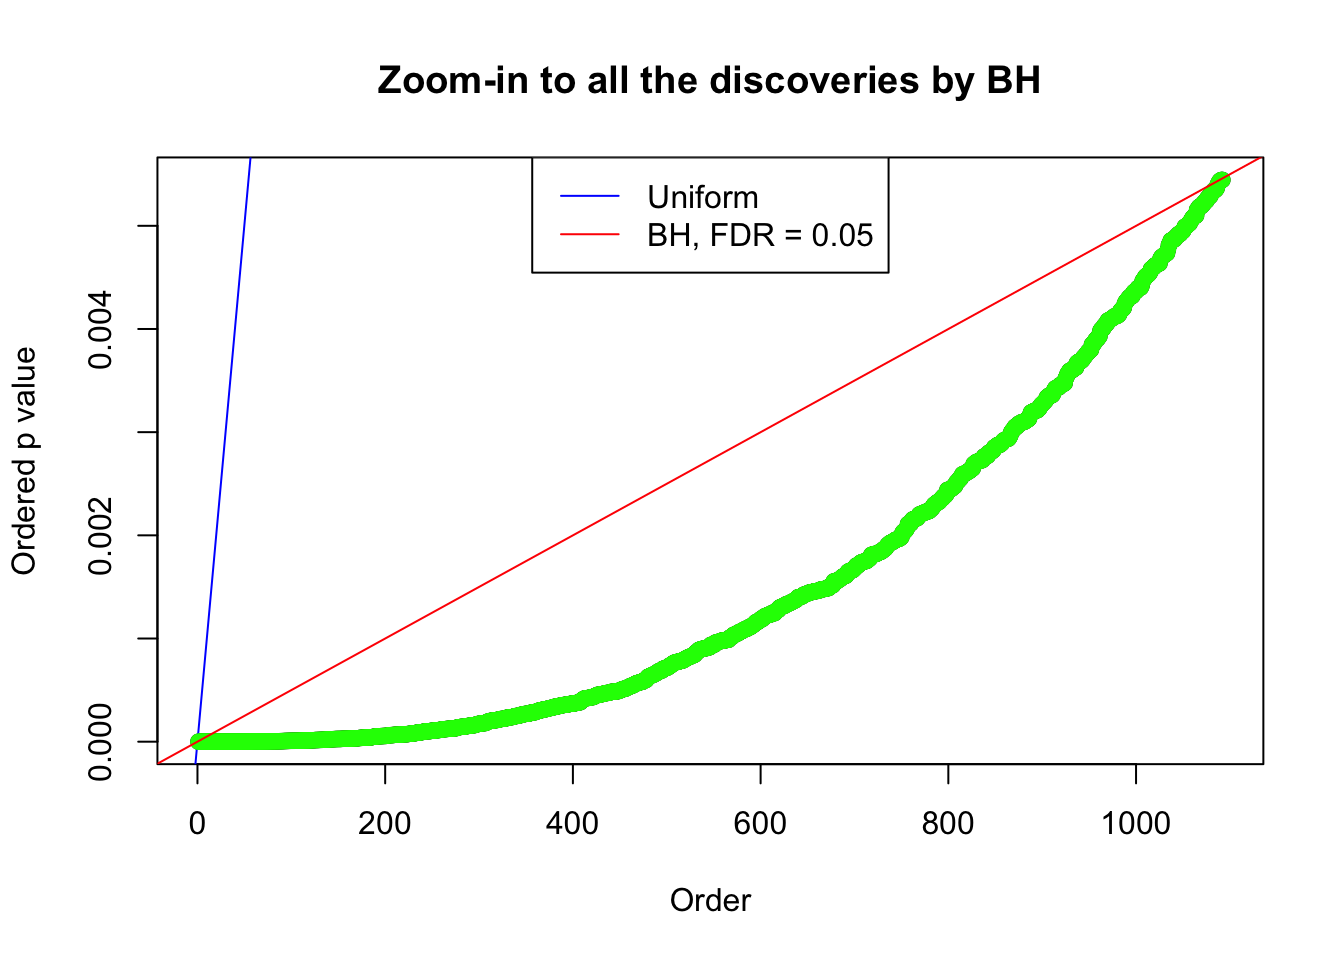 Zoom-in to all the discoveries by BH
Uniform
BH, FDR = 0.05
Ordered p value
0.004
0.002
0.000
0 200 400 600 800 1000
Order